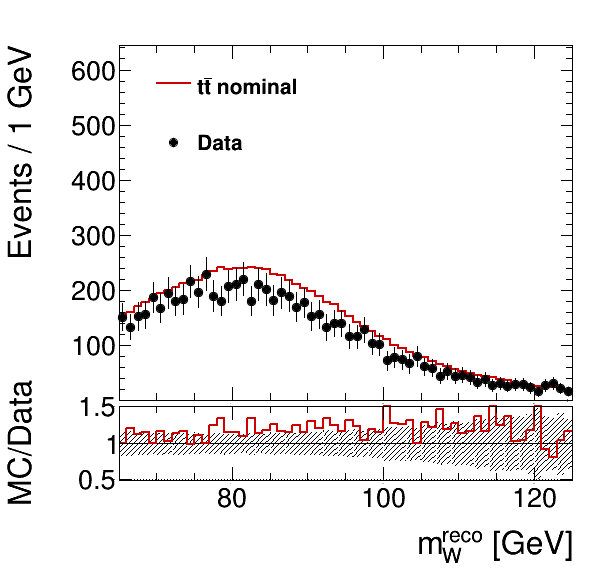 Events / 1 GeV
600
500
400
300
200
100
tt̄ nominal
Data
MC/Data
1.5
1
0.5
80
100
120
m_W^reco [GeV]